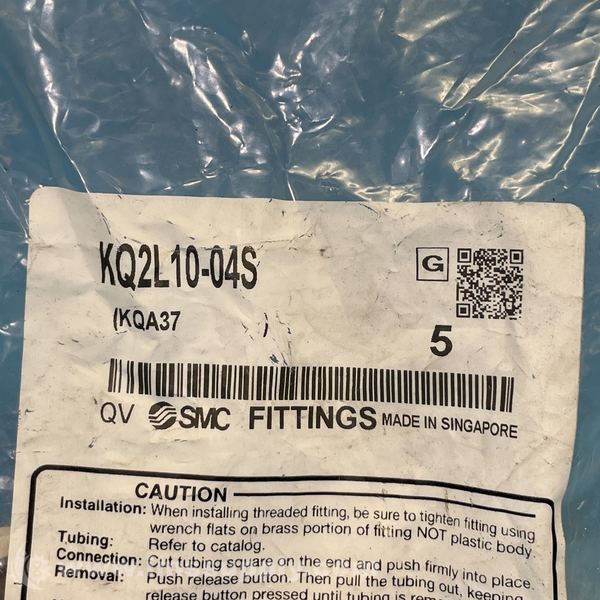 KQ2L10-04S
G
(KQA37 )
5
QV SMC FITTINGS MADE IN SINGAPORE
CAUTION
Installation: When installing threaded fitting, be sure to tighten fitting using
wrench flats on brass portion of fitting NOT plastic body.
Tubing: Refer to catalog.
Connection: Cut tubing square on the end and push firmly into place.
Removal: Push release button. Then pull the tubing out, keeping
release button pressed until tubing is